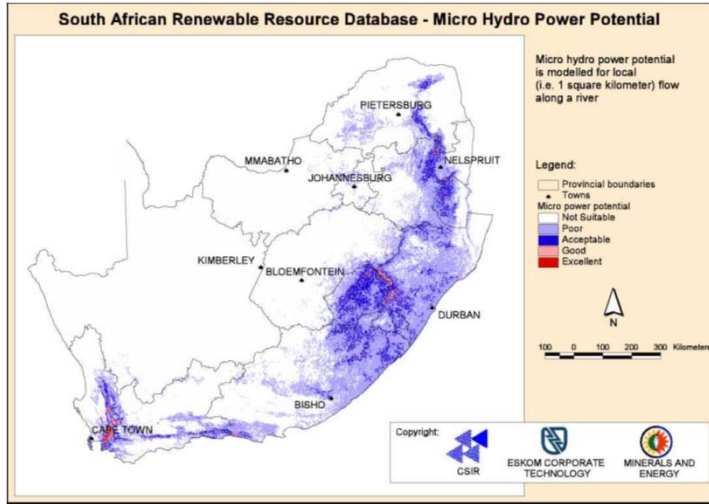 South African Renewable Resource Database - Micro Hydro Power Potential
Micro hydro power potential
is modelled for local
(i.e. 1 square kilometer) flow
along a river
PIETERSBURG
MMABATHO
NELSPRUIT
JOHANNESBURG
Legend:
Provincial boundaries
Towns
Micro power potential
Not Suitable
Poor
Acceptable
Good
Excellent
KIMBERLEY
BLOEMFONTEIN
DURBAN
N
100 0 100 200 300 Kilometers
BISHO
CAPE TOWN
Copyright:
CSIR
ESKOM CORPORATE
TECHNOLOGY
MINERALS AND
ENERGY